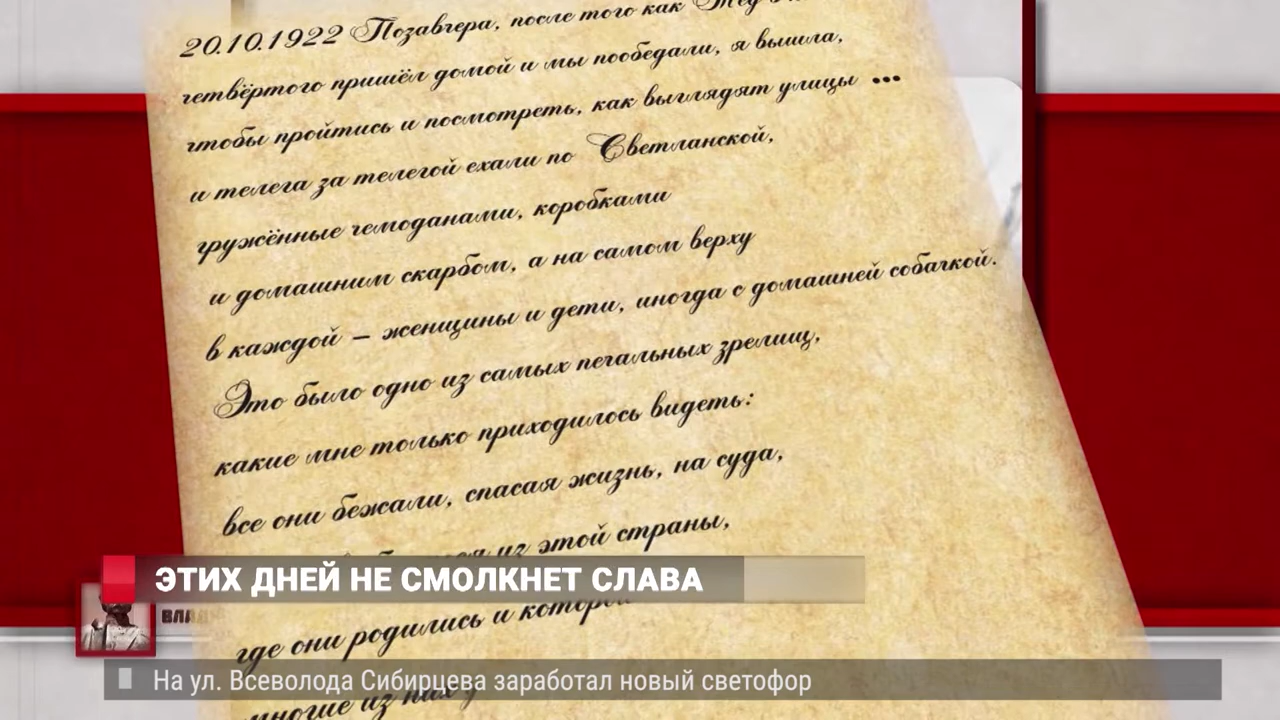 20.10.1922 Позавчера, после того как Тед
четвёртого пришёл домой и мы пообедали, я вышла,
чтобы пройтись и посмотреть, как выглядят улицы ...
и телега за телегой ехали по Светланской,
гружённые чемоданами, коробками
и домашним скарбом, а на самом верху
в каждой – женщины и дети, иногда с домашней собачкой.
Это было одно из самых печальных зрелищ,
какие мне только приходилось видеть:
все они бежали, спасая жизнь, на суда,
из этой страны,
ЭТИХ ДНЕЙ НЕ СМОЛКНЕТ СЛАВА
где они родились и
На ул. Всеволода Сибирцева заработал новый светофор
многие из них